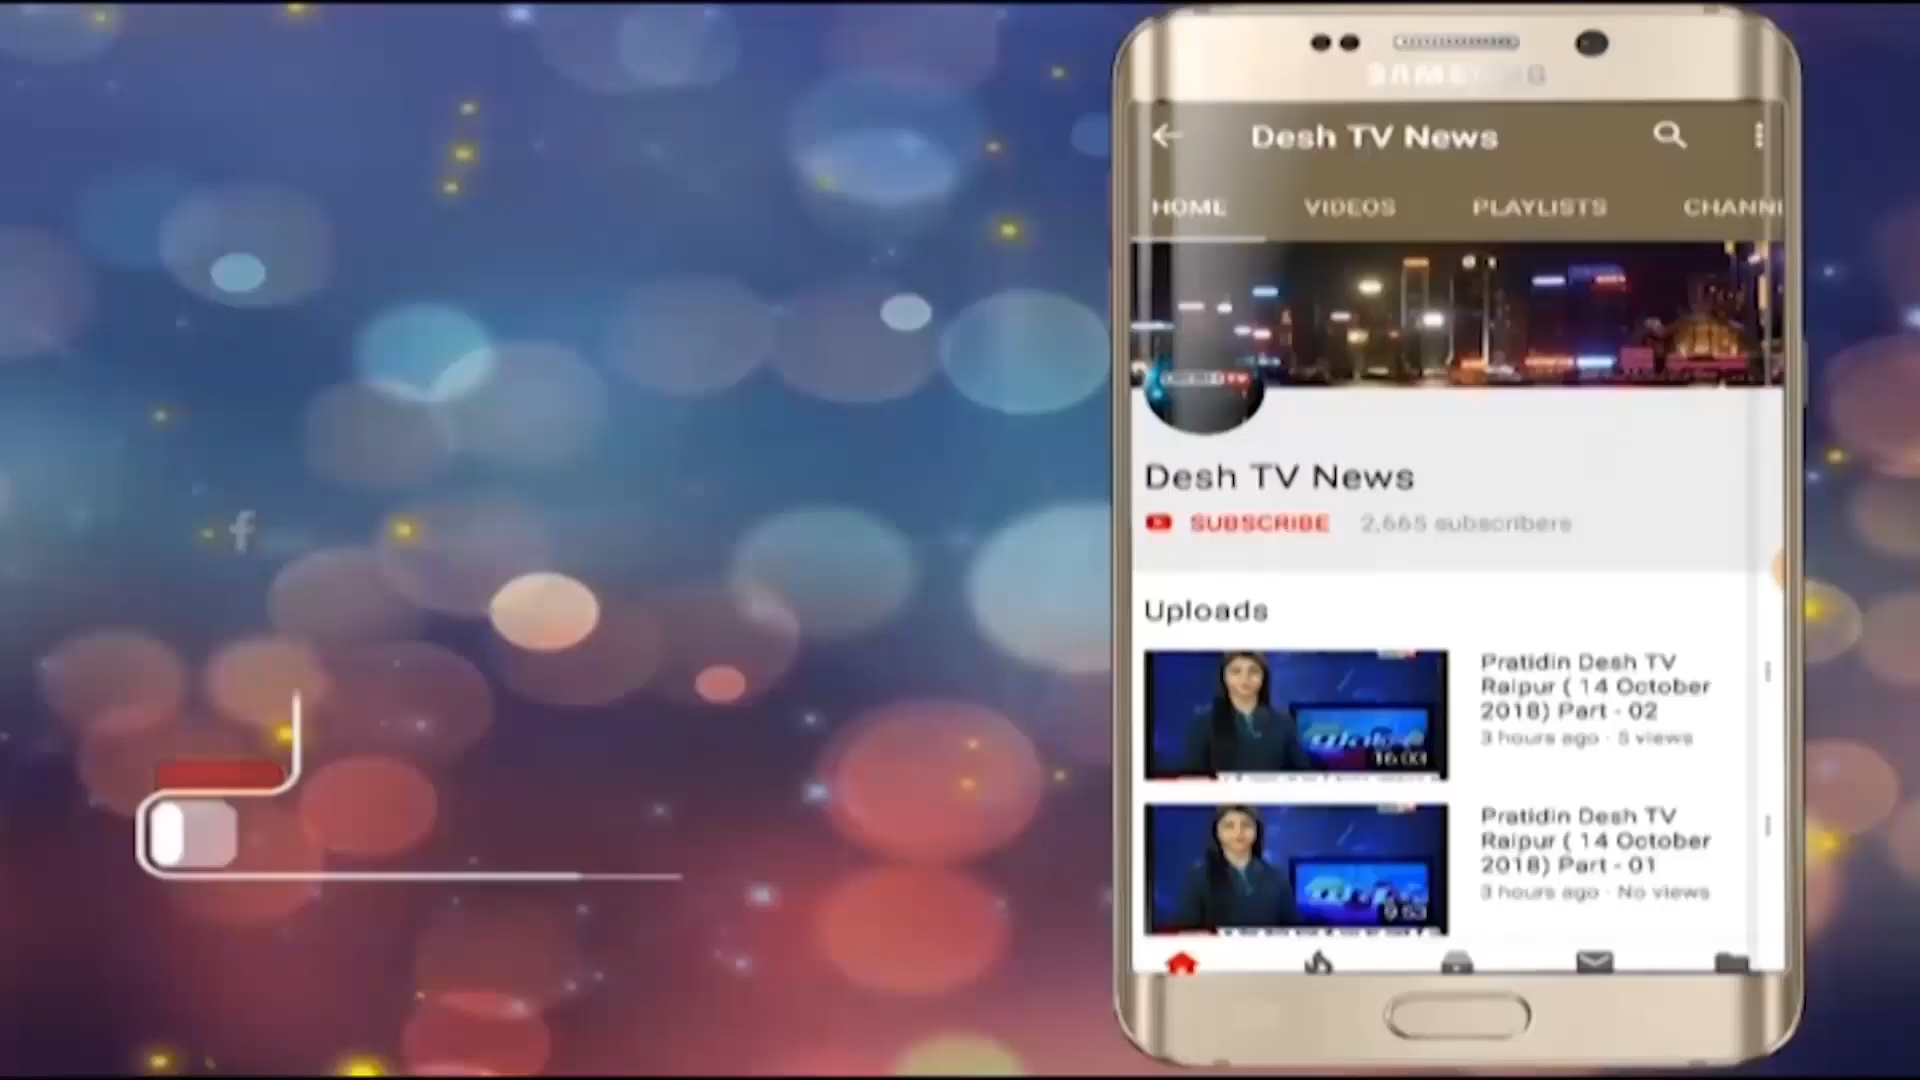 SAMSUNG
Desh TV News
HOME VIDEOS PLAYLISTS CHANNE
Desh TV News
SUBSCRIBE 2,665 subscribers
Uploads
Pratidin Desh TV
Raipur ( 14 October
2018) Part - 02
3 hours ago · 5 views
16:03
Pratidin Desh TV
Raipur ( 14 October
2018) Part - 01
3 hours ago · No views
9:53
f